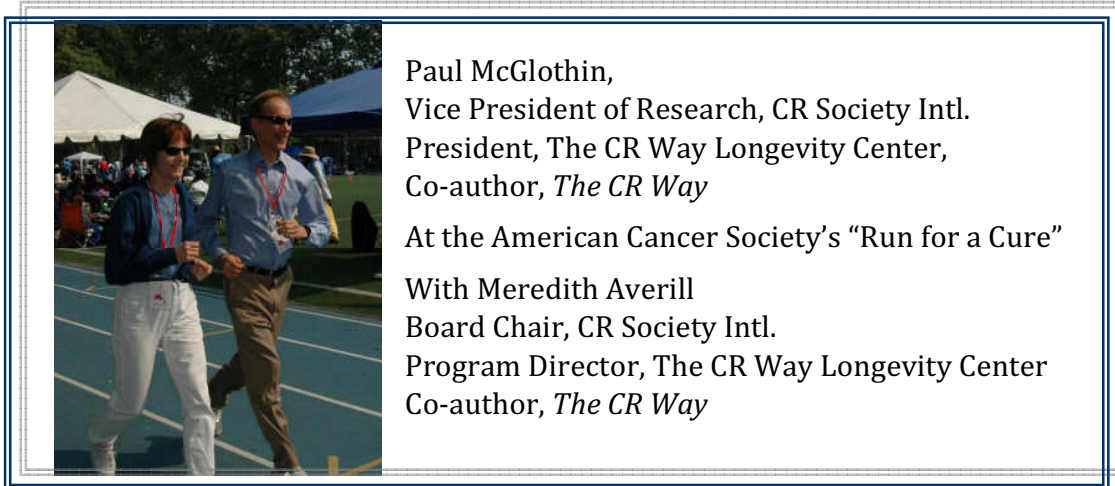 Paul McGlothin,
Vice President of Research, CR Society Intl.
President, The CR Way Longevity Center,
Co-author, The CR Way
At the American Cancer Society’s “Run for a Cure”
With Meredith Averill
Board Chair, CR Society Intl.
Program Director, The CR Way Longevity Center
Co-author, The CR Way